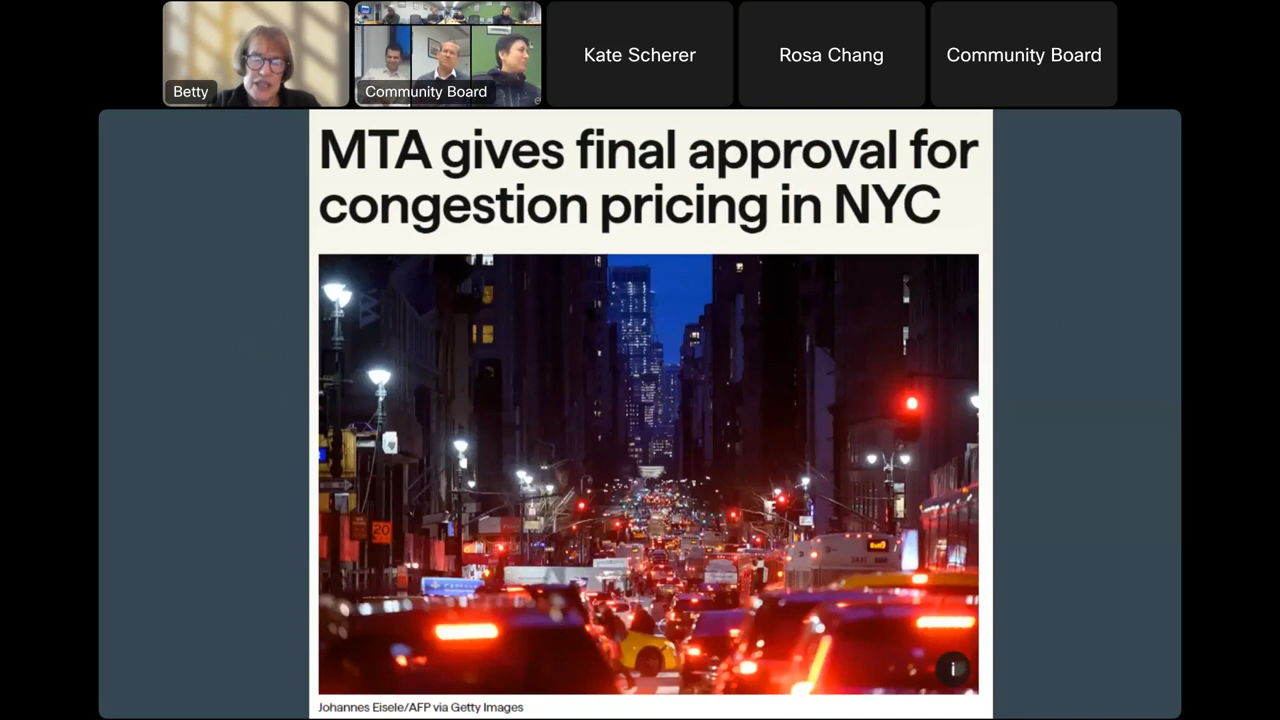 Betty
Community Board
Kate Scherer
Rosa Chang
Community Board
MTA gives final approval for
congestion pricing in NYC
20
i
Johannes Eisele/AFP via Getty Images